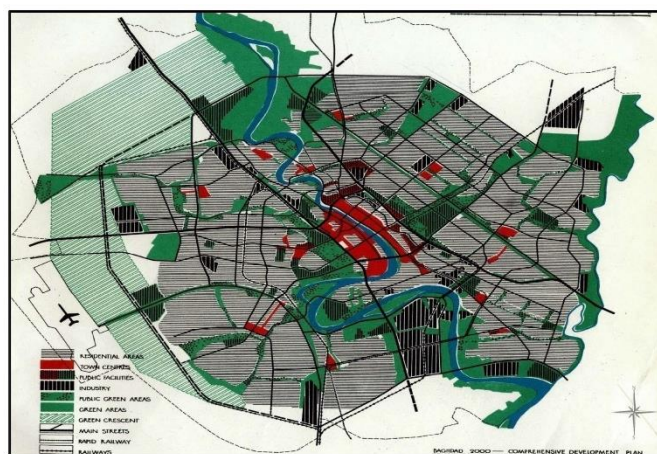 RESIDENTIAL AREAS
TOWN CENTRES
PUBLIC FACILITIES
INDUSTRY
PUBLIC GREEN AREAS
GREEN AREAS
GREEN CRESCENT
MAIN STREETS
RAPID RAILWAY
RAILWAYS
BAGHDAD 2000 — COMPREHENSIVE DEVELOPMENT PLAN